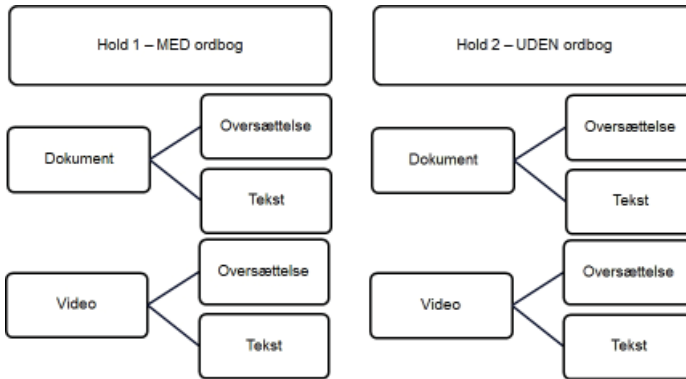 Hold 1 – MED ordbog
Oversættelse
Dokument
Tekst
Oversættelse
Video
Tekst
Hold 2 – UDEN ordbog
Oversættelse
Dokument
Tekst
Oversættelse
Video
Tekst